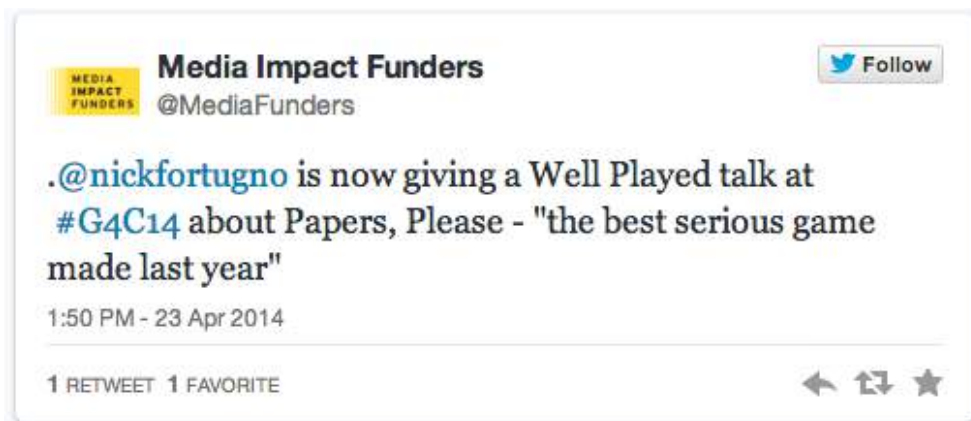 MEDIA
IMPACT
FUNDERS
Media Impact Funders
@MediaFunders
Follow
.@nickfortugno is now giving a Well Played talk at
#G4C14 about Papers, Please - "the best serious game
made last year"
1:50 PM - 23 Apr 2014
1 RETWEET 1 FAVORITE